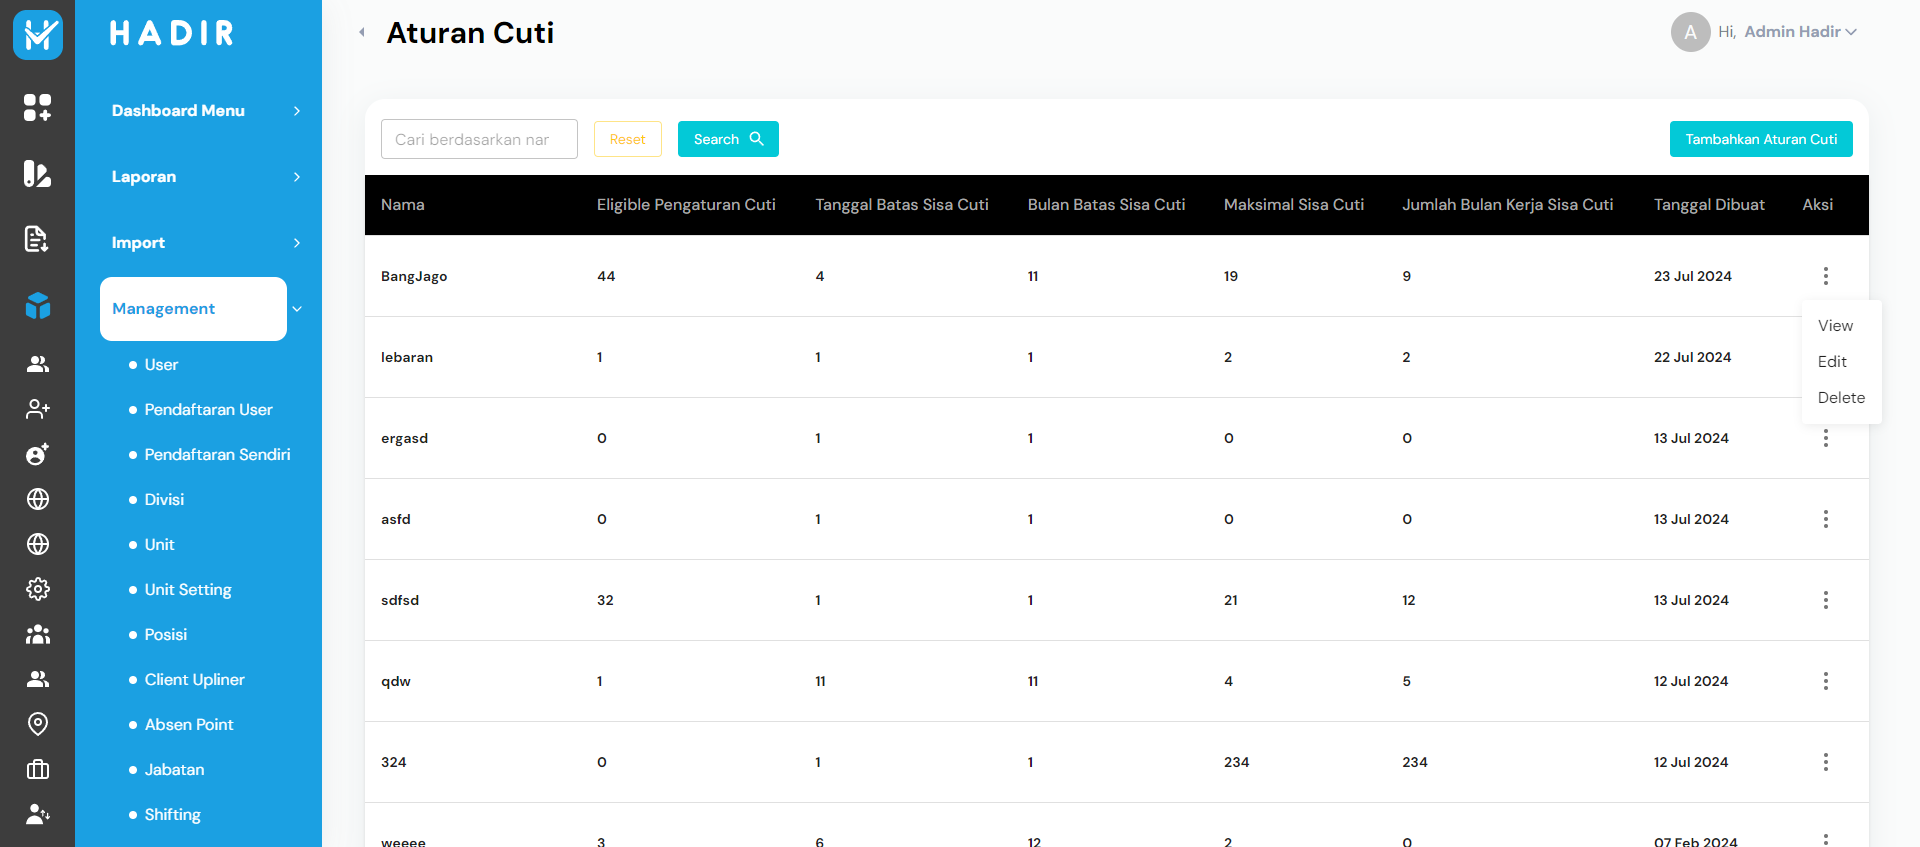 HADIR
Aturan Cuti
A Hi, Admin Hadir
Dashboard Menu
Laporan
Import
Management
User
Pendaftaran User
Pendaftaran Sendiri
Divisi
Unit
Unit Setting
Posisi
Client Upliner
Absen Point
Jabatan
Shifting
Cari berdasarkan nar
Reset
Search
Tambahkan Aturan Cuti
Nama Eligible Pengaturan Cuti Tanggal Batas Sisa Cuti Bulan Batas Sisa Cuti Maksimal Sisa Cuti Jumlah Bulan Kerja Sisa Cuti Tanggal Dibuat Aksi
BangJago 44 4 11 19 9 23 Jul 2024
lebaran 1 1 1 2 2 22 Jul 2024
ergasd 0 1 1 0 0 13 Jul 2024
asfd 0 1 1 0 0 13 Jul 2024
sdfsd 32 1 1 21 12 13 Jul 2024
qdw 1 11 11 4 5 12 Jul 2024
324 0 1 1 234 234 12 Jul 2024
weeee 3 6 12 2 0 07 Feb 2024
View
Edit
Delete